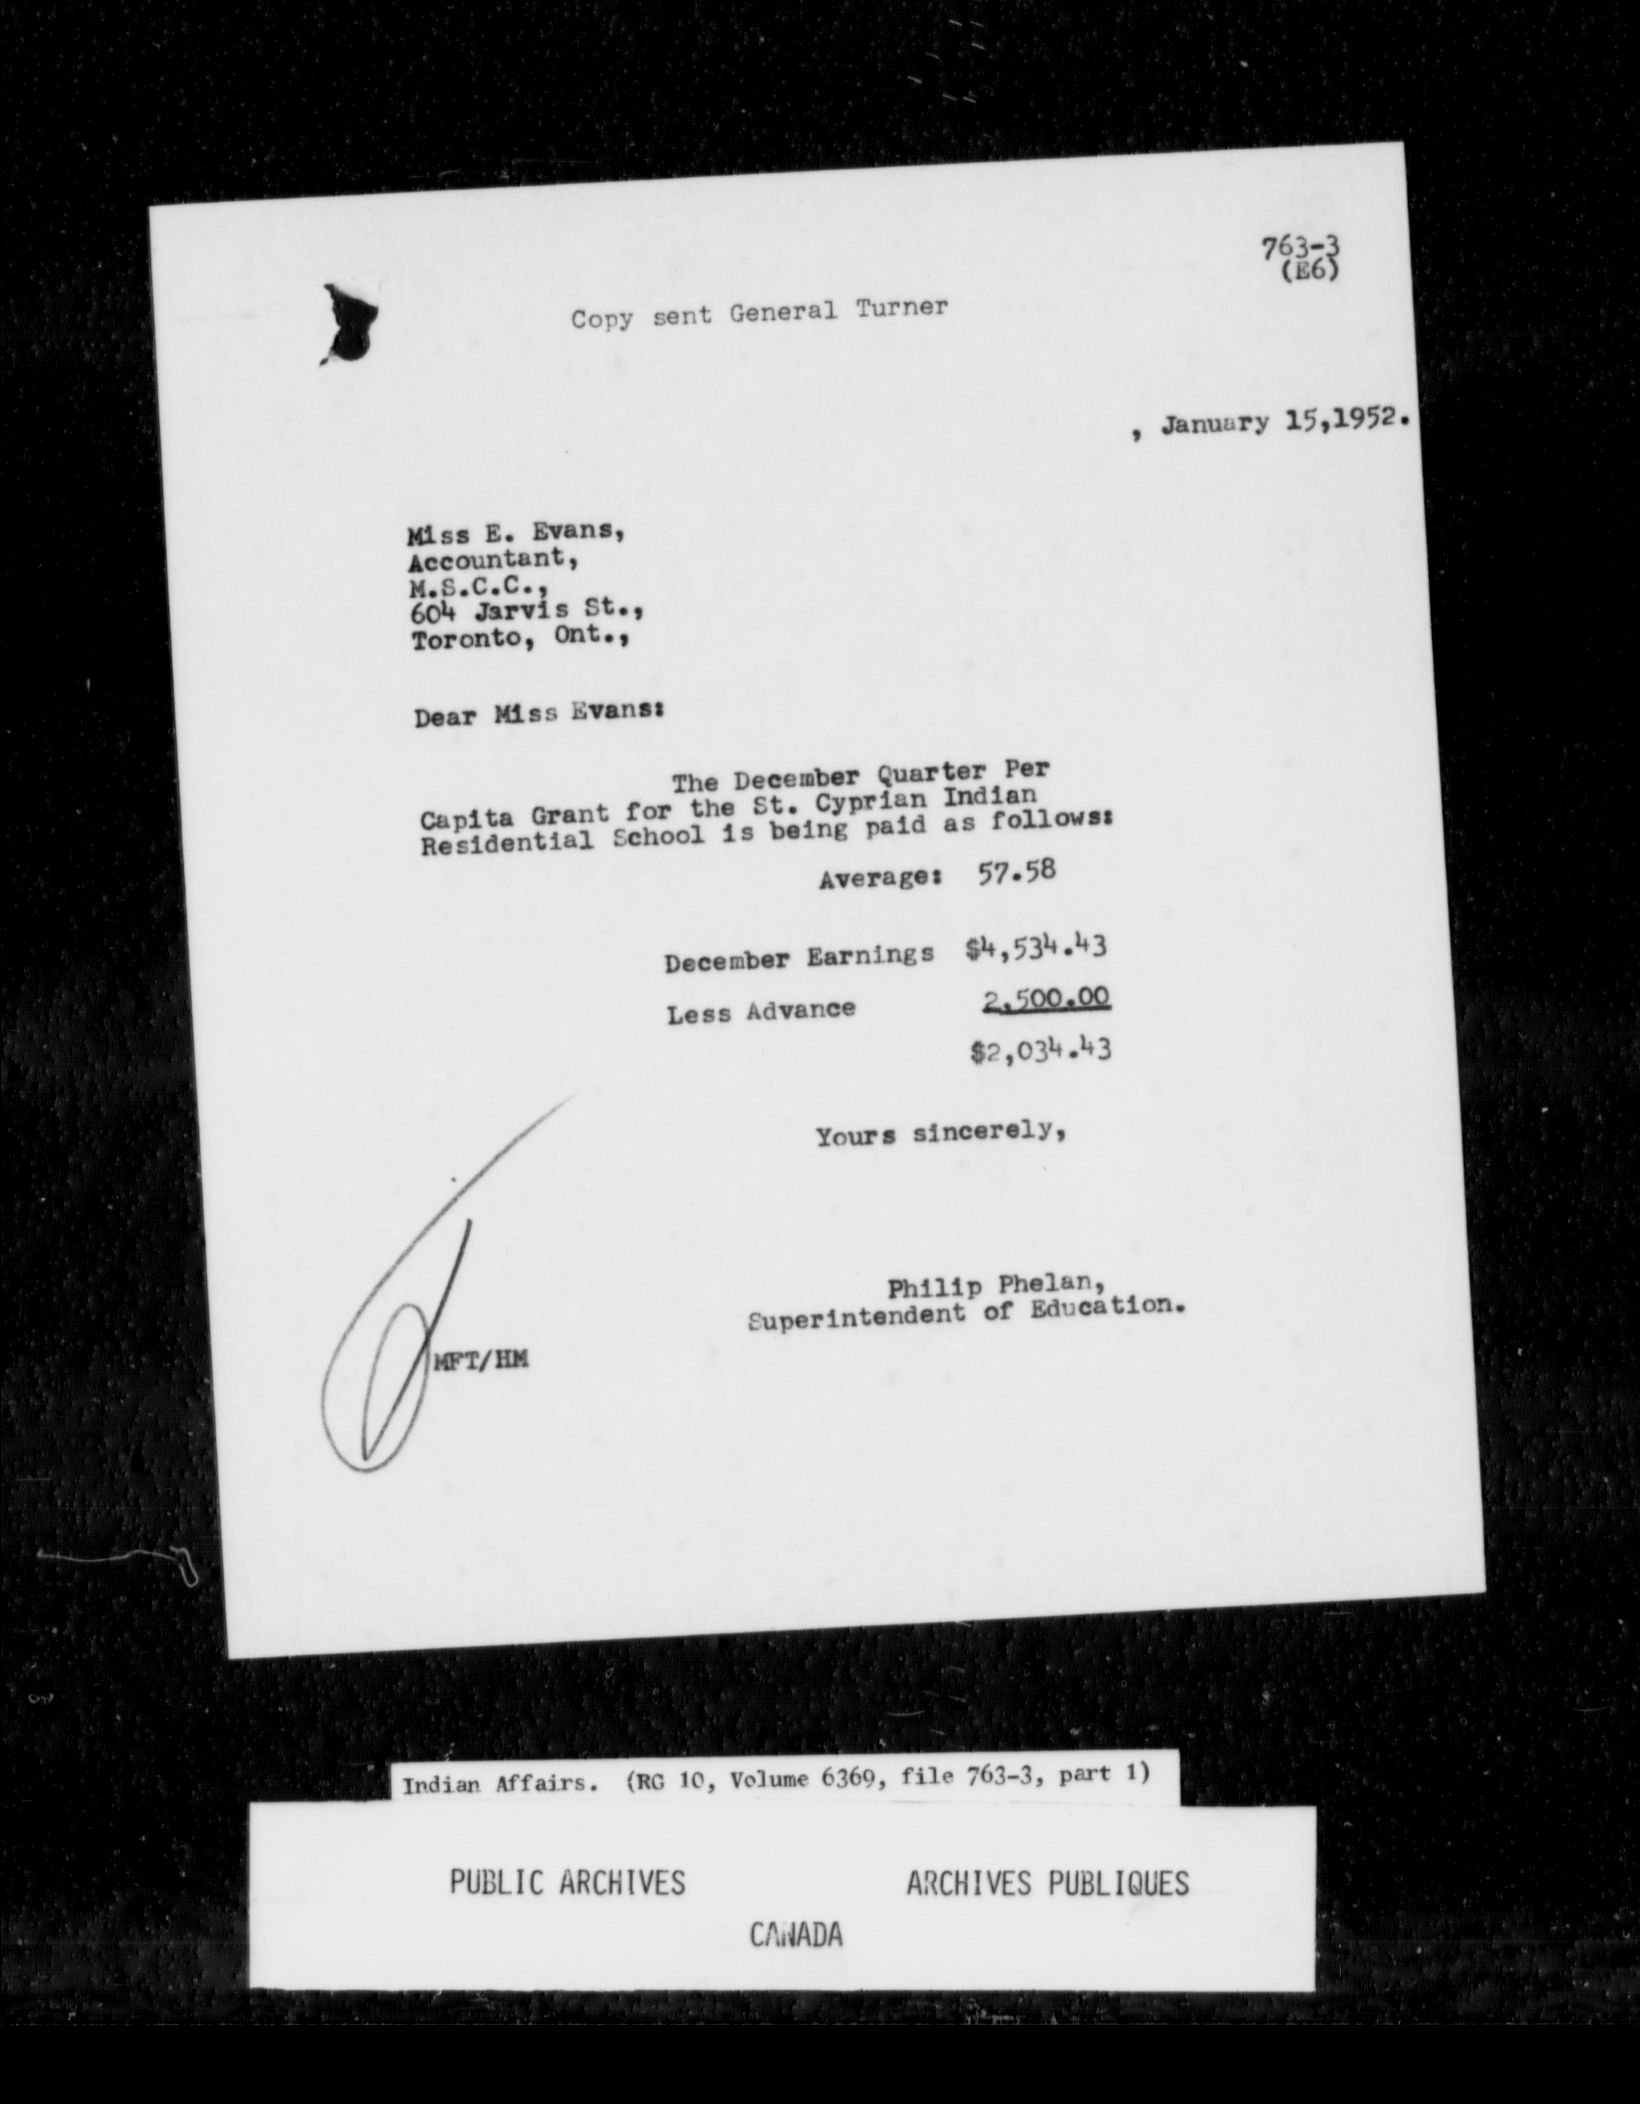 763-3
(E6)
Copy sent General Turner
, January 15,1952.
Miss E. Evans,
Accountant,
M.S.C.C.,
604 Jarvis St.,
Toronto, Ont.,
Dear Miss Evans:
The December Quarter Per
Capita Grant for the St. Cyprian Indian
Residential School is being paid as follows:
Average: 57.58
December Earnings $4,534.43
Less Advance 2,500.00
$2,034.43
Yours sincerely,
Philip Phelan,
Superintendent of Education.
MFT/HM
Indian Affairs. (RG 10, Volume 6369, file 763-3, part 1)
PUBLIC ARCHIVES ARCHIVES PUBLIQUES
CANADA